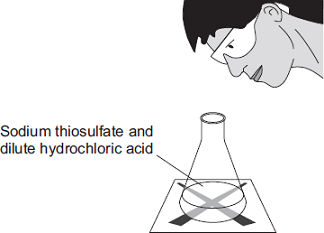 Sodium thiosulfate and
dilute hydrochloric acid